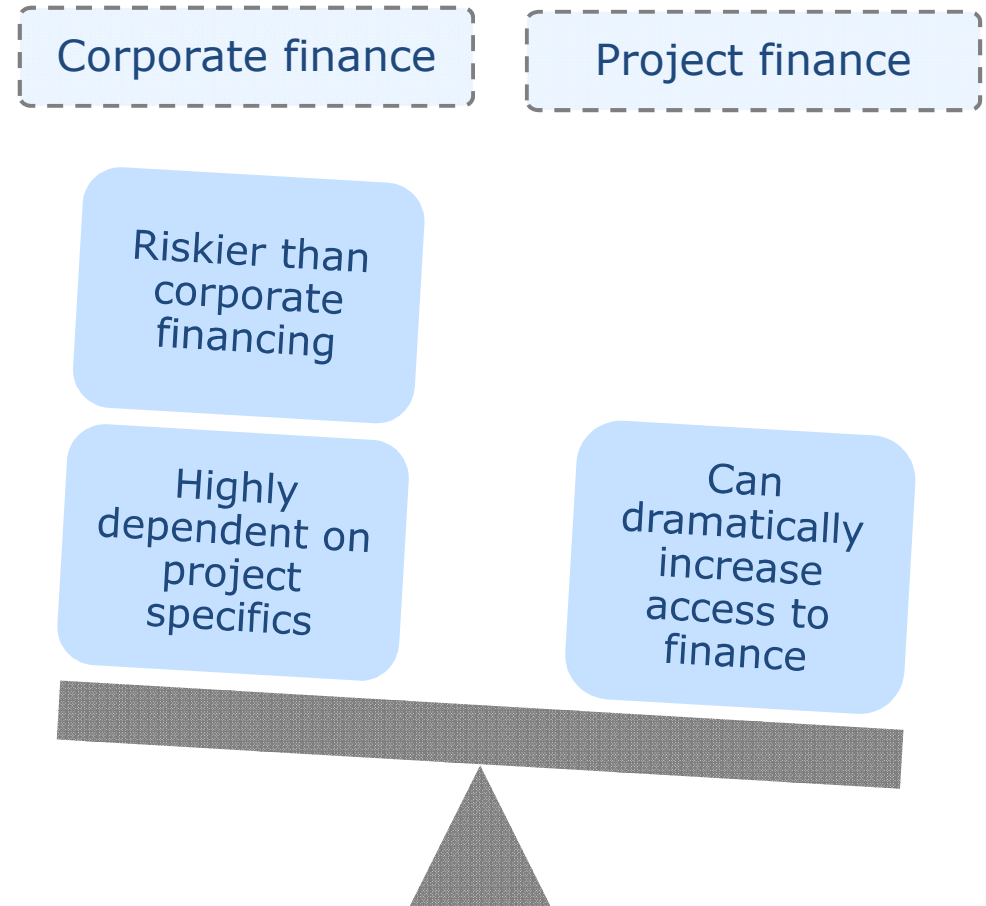 Corporate finance
Project finance
Riskier than
corporate
financing
Highly
dependent on
project
specifics
Can
dramatically
increase
access to
finance